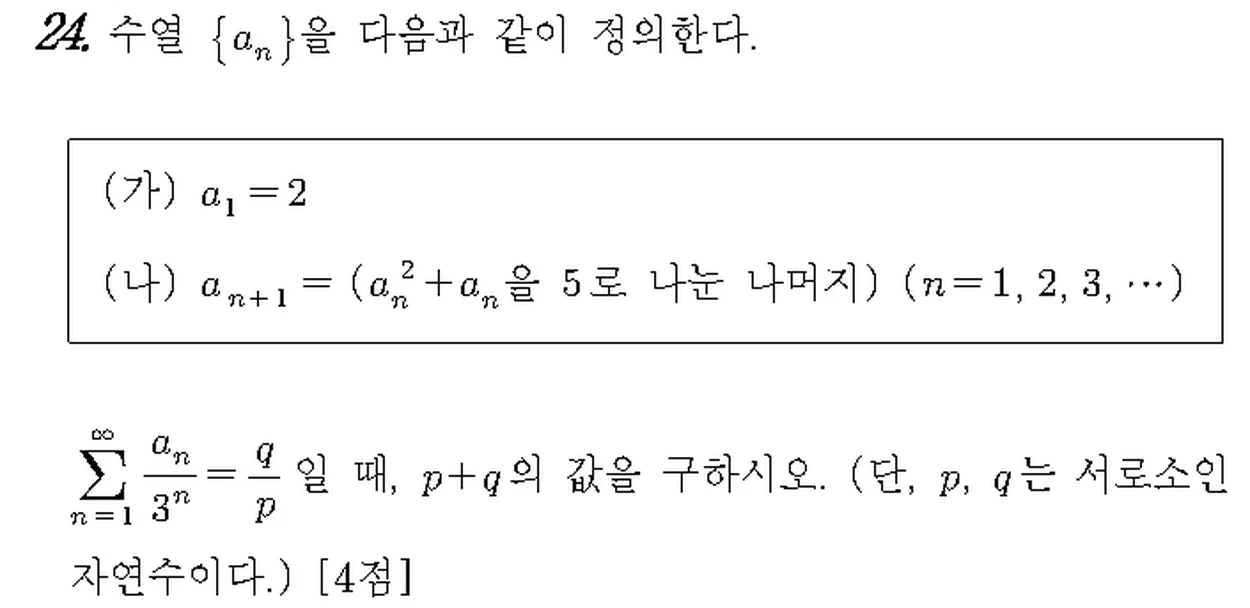 24. 수열 {aₙ}을 다음과 같이 정의한다.
(가) a₁=2
(나) aₙ₊₁=(aₙ²+aₙ을 5로 나눈 나머지) (n=1, 2, 3, ⋯)
∑ₙ₌₁^∞ aₙ/3ⁿ = q/p 일 때, p+q의 값을 구하시오. (단, p, q는 서로소인
자연수이다.) [4점]